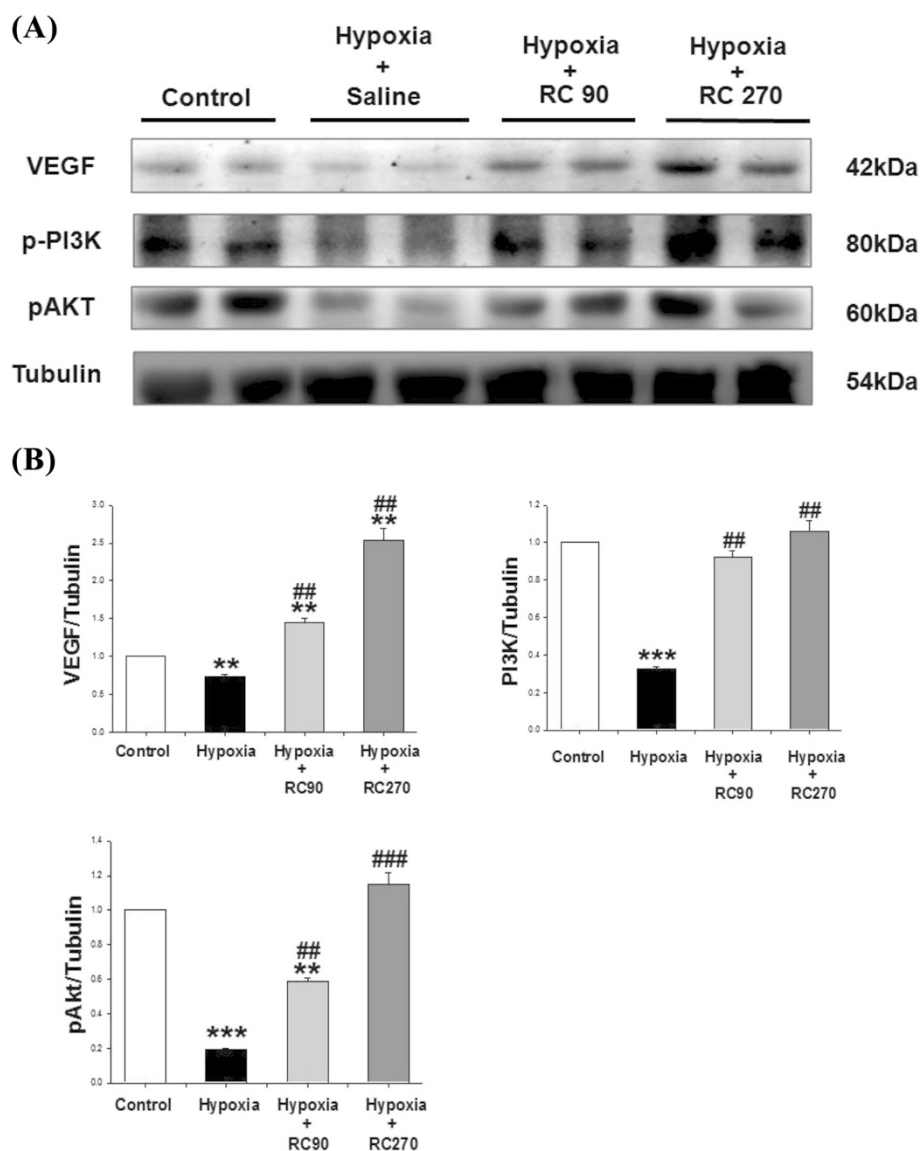 (A)
Control
Hypoxia
+
Saline
Hypoxia
+
RC 90
Hypoxia
+
RC 270
VEGF
42kDa
p-PI3K
80kDa
pAKT
60kDa
Tubulin
54kDa
(B)
VEGF/Tubulin
3.0
2.5
2.0
1.5
1.0
0.5
0.0
**
##
**
##
**
Control
Hypoxia
Hypoxia
+
RC90
Hypoxia
+
RC270
PI3K/Tubulin
1.2
1.0
0.8
0.6
0.4
0.2
0.0
***
##
##
Control
Hypoxia
Hypoxia
+
RC90
Hypoxia
+
RC270
pAkt/Tubulin
1.4
1.2
1.0
0.8
0.6
0.4
0.2
0.0
***
##
**
###
Control
Hypoxia
Hypoxia
+
RC90
Hypoxia
+
RC270